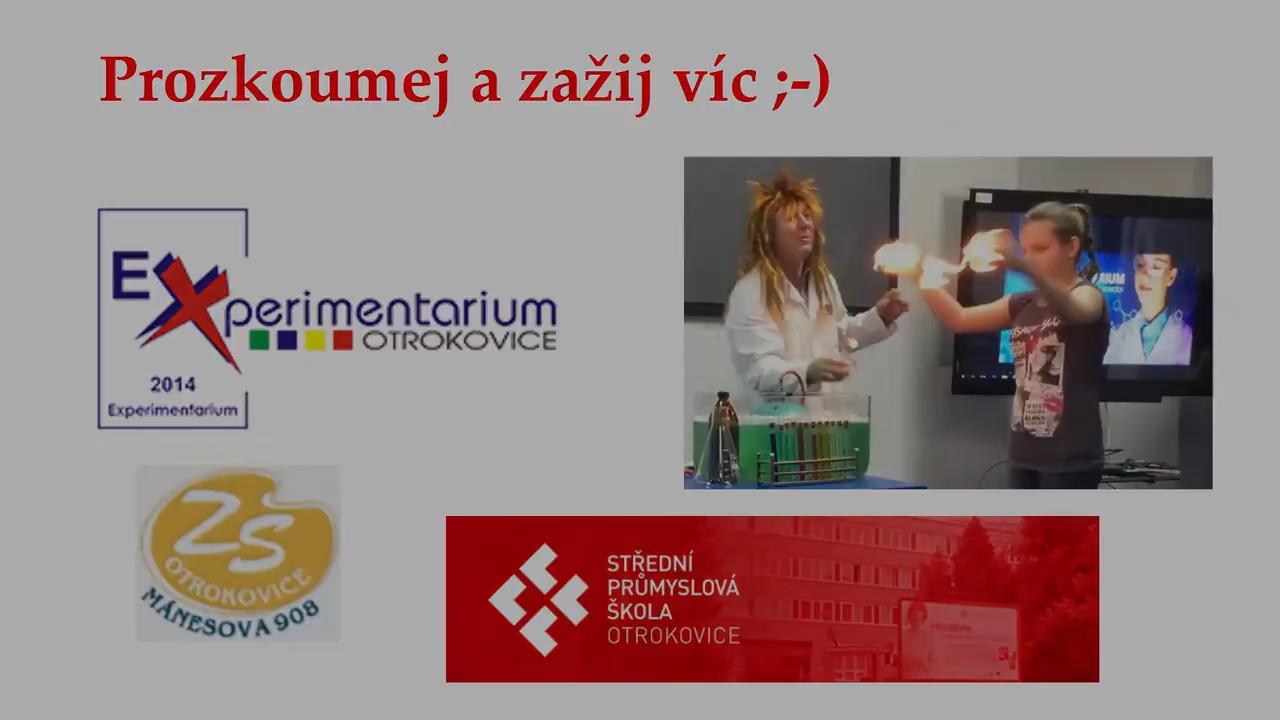 Prozkoumej a zažij víc ;-)
Experimentarium
OTROKOVICE
2014
Experimentarium
ZŠ
OTROKOVICE
MÁNESOVA 908
STŘEDNÍ
PRŮMYSLOVÁ
ŠKOLA
OTROKOVICE